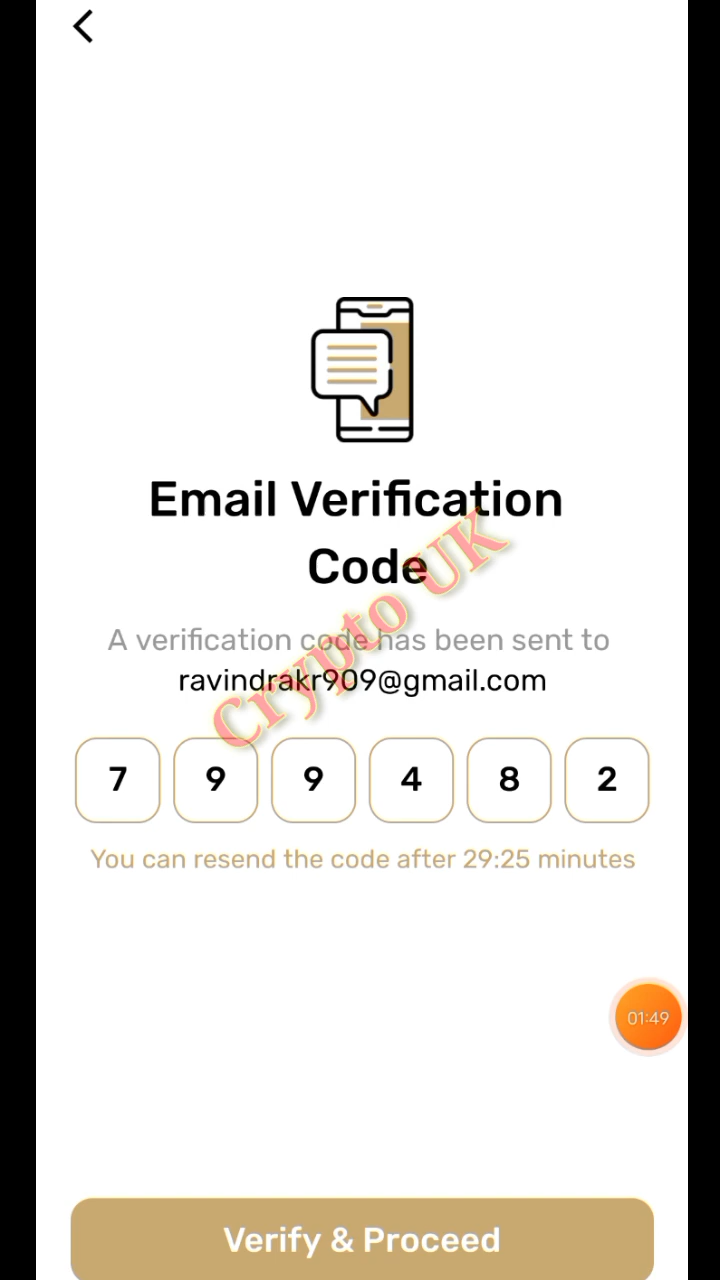 Email Verification
Code
Crypto UK
A verification code has been sent to
ravindrakr909@gmail.com
7 9 9 4 8 2
You can resend the code after 29:25 minutes
01:49
Verify & Proceed